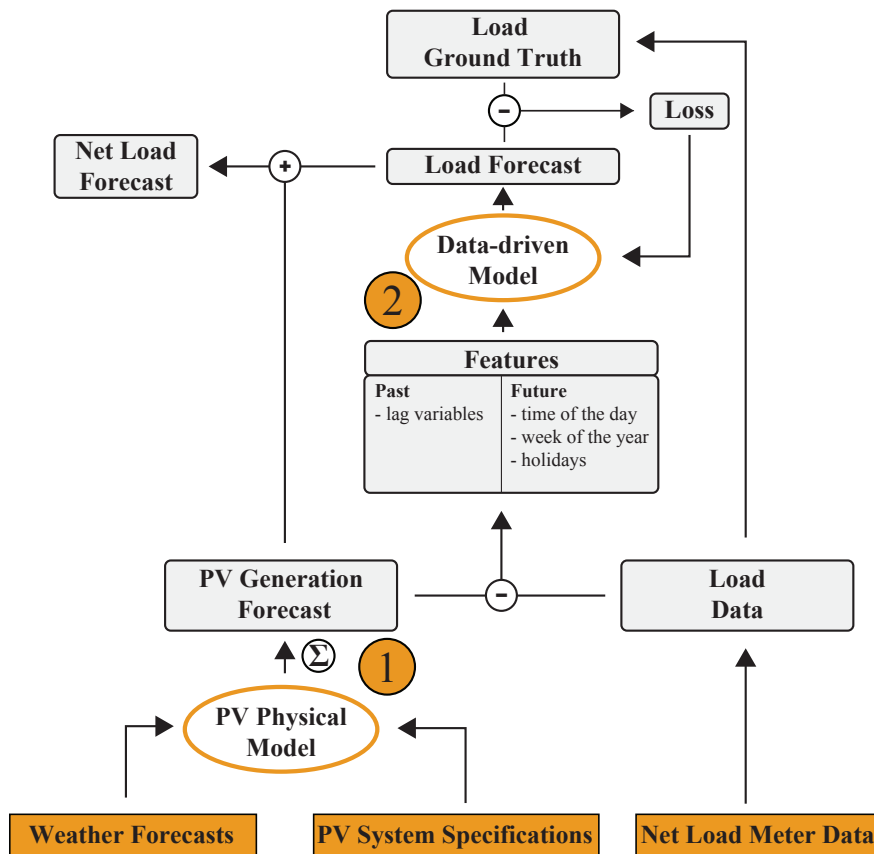 Load
Ground Truth
-
Loss
Net Load
Forecast
+
Load Forecast
Data-driven
Model
2
Features
Past
- lag variables
Future
- time of the day
- week of the year
- holidays
PV Generation
Forecast
-
Load
Data
Σ
1
PV Physical
Model
Weather Forecasts
PV System Specifications
Net Load Meter Data